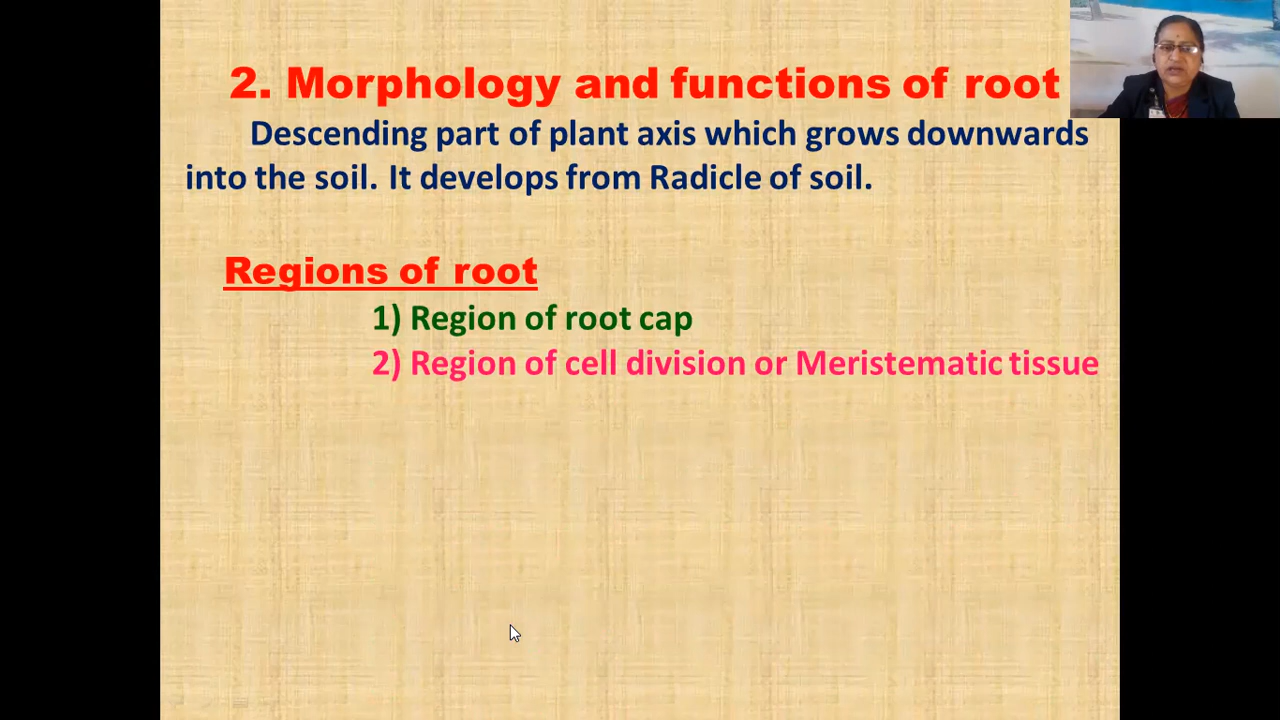 2. Morphology and functions of root
Descending part of plant axis which grows downwards
into the soil. It develops from Radicle of soil.
Regions of root
1) Region of root cap
2) Region of cell division or Meristematic tissue